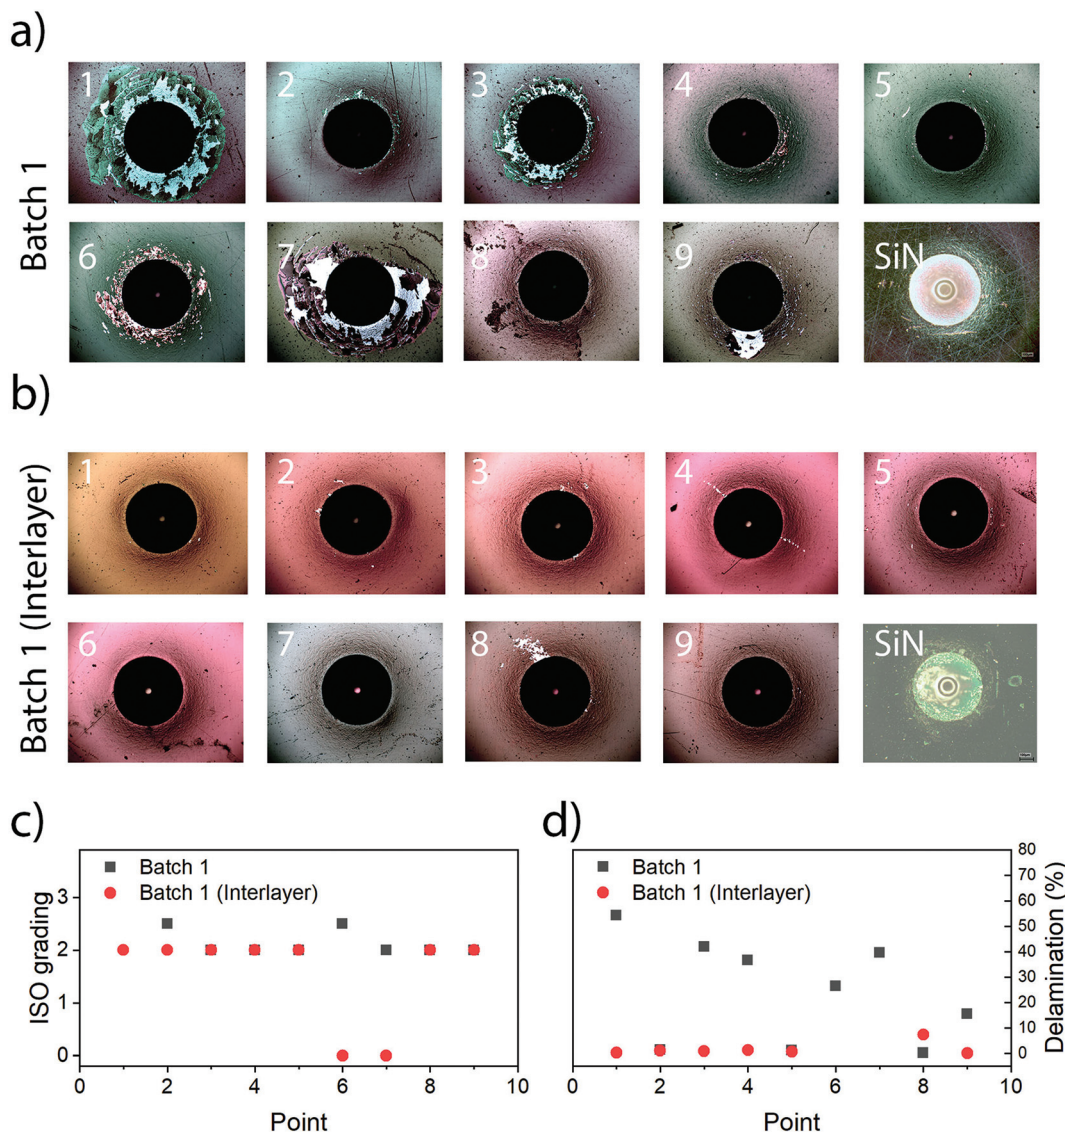 a)
Batch 1
1 2 3 4 5
6 7 8 9 SiN
b)
Batch 1 (Interlayer)
1 2 3 4 5
6 7 8 9 SiN
c)
Batch 1
Batch 1 (Interlayer)
ISO grading
3
2
1
0
0 2 4 6 8 10
Point
d)
Batch 1
Batch 1 (Interlayer)
80
70
60
50
40
30
20
10
0
Delamination (%)
0 2 4 6 8 10
Point